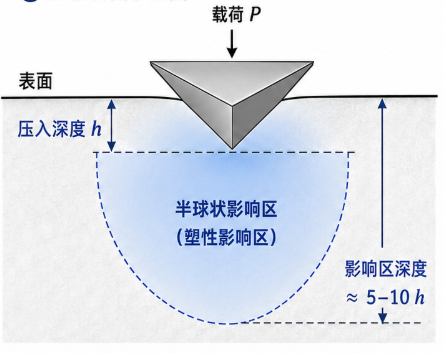 载荷 P
表面
压入深度 h
半球状影响区
(塑性影响区)
影响区深度
≈ 5–10 h